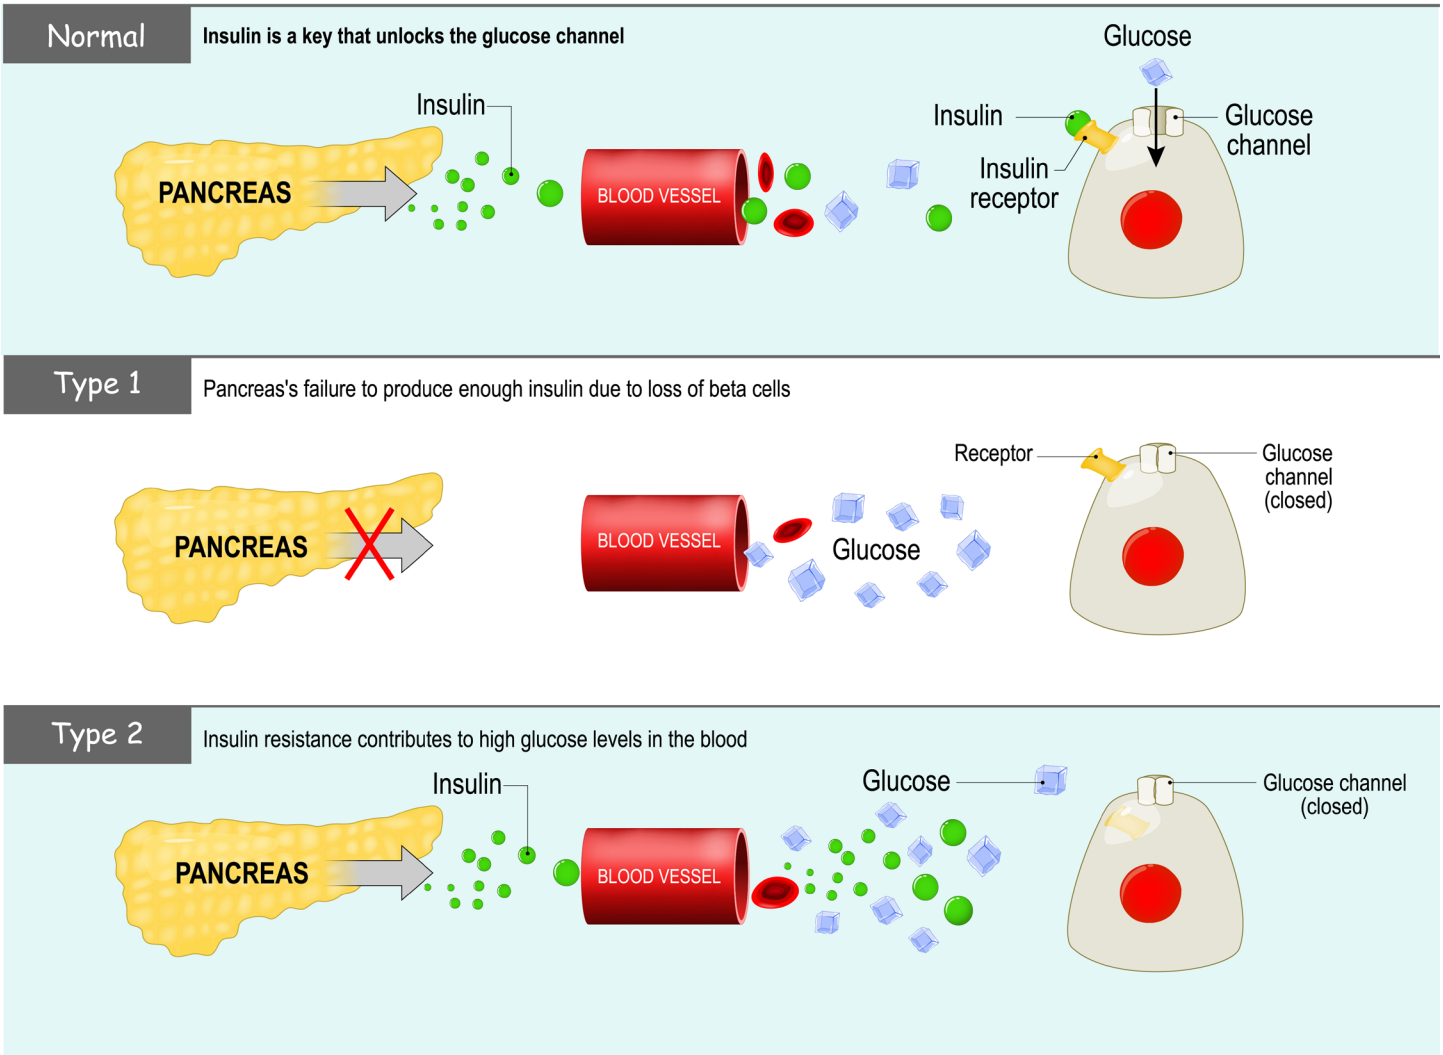 Normal
Insulin is a key that unlocks the glucose channel
Glucose
Insulin
Insulin
Glucose
channel
Insulin
receptor
PANCREAS
BLOOD VESSEL
Type 1
Pancreas's failure to produce enough insulin due to loss of beta cells
Receptor
Glucose
channel
(closed)
PANCREAS
BLOOD VESSEL
Glucose
Type 2
Insulin resistance contributes to high glucose levels in the blood
Insulin
Glucose
Glucose channel
(closed)
PANCREAS
BLOOD VESSEL